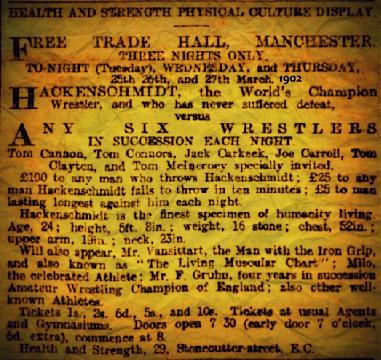 HEALTH AND STRENGTH PHYSICAL CULTURE DISPLAY.
FREE TRADE HALL, MANCHESTER.
THREE NIGHTS ONLY.
TO-NIGHT (Tuesday), WEDNESDAY, and THURSDAY,
25th 26th, and 27th March. 1902
HACKENSCHMIDT, the World's Champion
Wrestler, and who has never suffered defeat,
versus
ANY SIX WRESTLERS
IN SUCCESSION EACH NIGHT.
Tom Cannon, Tom Connors, Jack Carkeek, Joe Carroll, Tom
Clayton, and Tom McInerney specially invited.
£100 to any man who throws Hackenschmidt; £25 to any
man Hackenschmidt fails to throw in ten minutes; £5 to man
lasting longest against him each night.
Hackenschmidt is the finest specimen of humanity living.
Age, 24; height, 5ft. 8in.; weight, 16 stone; chest, 52in.;
upper arm, 19in.; neck, 23in.
Will also appear, Mr. Vansittart, the Man with the Iron Grip,
and also known as "The Living Muscular Chart"; Milo,
the celebrated Athlete; Mr. F. Gruhn, four years in succession
Amateur Wrestling Champion of England; also other well-
known Athletes.
Tickets 1s., 2s. 6d., 5s., and 10s. Tickets at usual Agents
and Gymnasiums. Doors open 7 30 (early door 7 o'clock,
6d. extra), commence at 8.
Health and Strength, 29, Stonecutter-street, E.C.